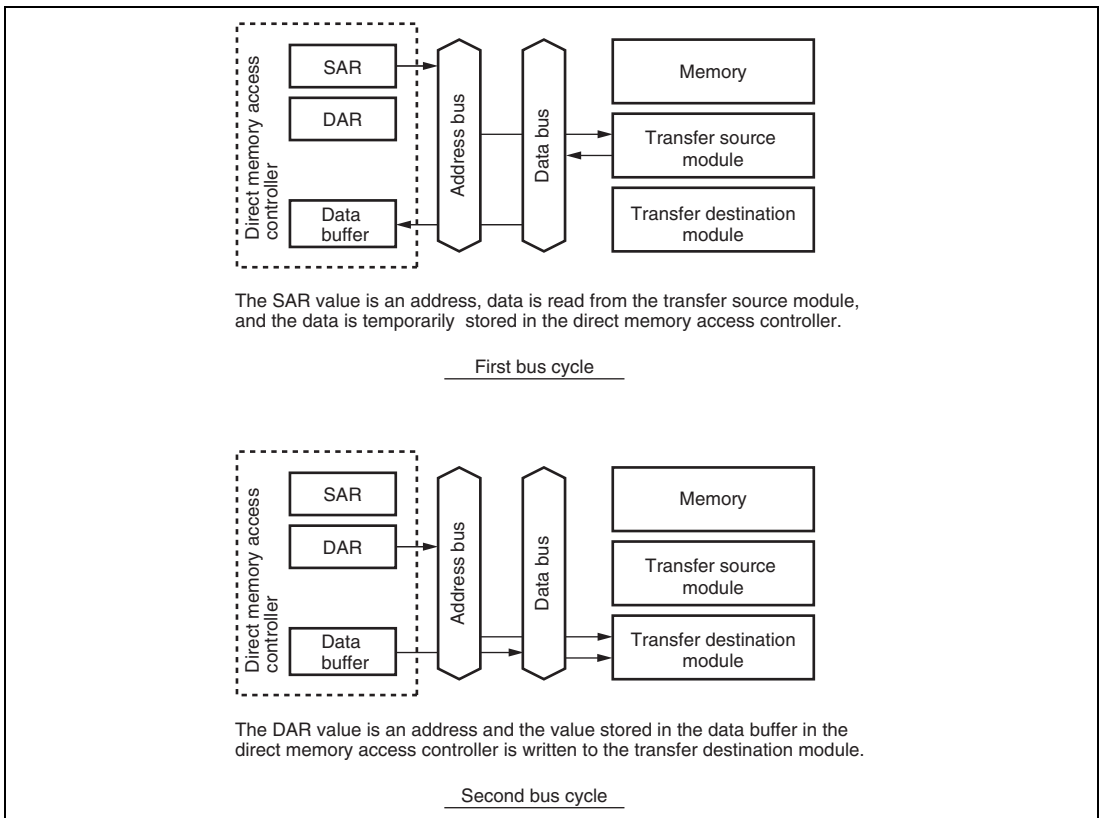 Direct memory access
controller
SAR
DAR
Data
buffer
Address bus
Data bus
Memory
Transfer source
module
Transfer destination
module
The SAR value is an address, data is read from the transfer source module,
and the data is temporarily stored in the direct memory access controller.
First bus cycle
Direct memory access
controller
SAR
DAR
Data
buffer
Address bus
Data bus
Memory
Transfer source
module
Transfer destination
module
The DAR value is an address and the value stored in the data buffer in the
direct memory access controller is written to the transfer destination module.
Second bus cycle